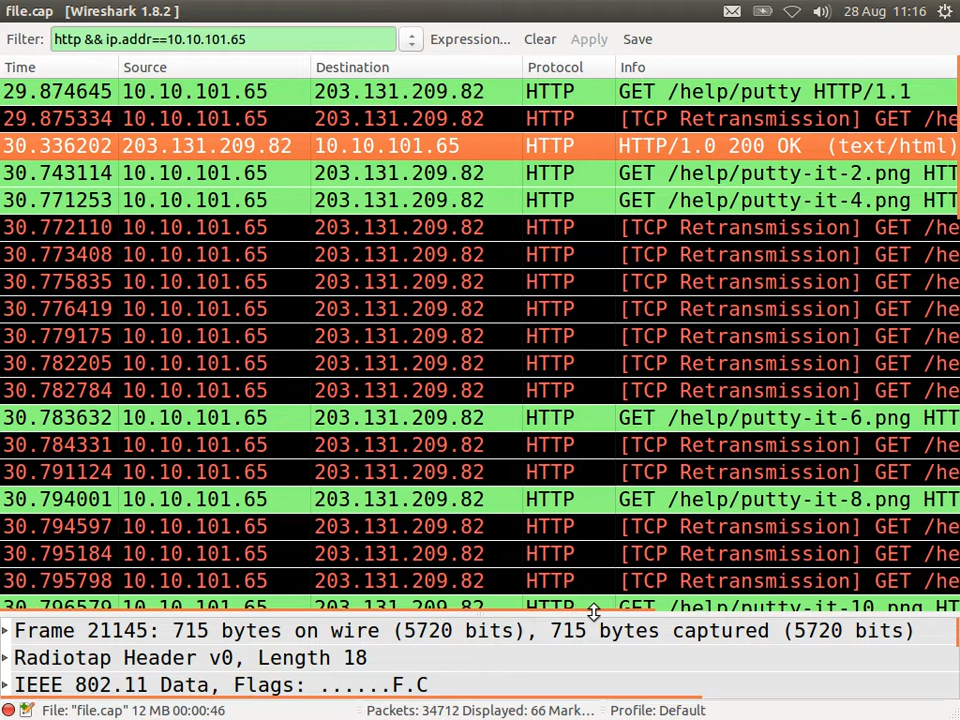 file.cap [Wireshark 1.8.2 ] 28 Aug 11:16
Filter: http && ip.addr==10.10.101.65 Expression... Clear Apply Save
Time Source Destination Protocol Info
29.874645 10.10.101.65 203.131.209.82 HTTP GET /help/putty HTTP/1.1
29.875334 10.10.101.65 203.131.209.82 HTTP [TCP Retransmission] GET /he
30.336202 203.131.209.82 10.10.101.65 HTTP HTTP/1.0 200 OK (text/html)
30.743114 10.10.101.65 203.131.209.82 HTTP GET /help/putty-it-2.png HTT
30.771253 10.10.101.65 203.131.209.82 HTTP GET /help/putty-it-4.png HTT
30.772110 10.10.101.65 203.131.209.82 HTTP [TCP Retransmission] GET /he
30.773408 10.10.101.65 203.131.209.82 HTTP [TCP Retransmission] GET /he
30.775835 10.10.101.65 203.131.209.82 HTTP [TCP Retransmission] GET /he
30.776419 10.10.101.65 203.131.209.82 HTTP [TCP Retransmission] GET /he
30.779175 10.10.101.65 203.131.209.82 HTTP [TCP Retransmission] GET /he
30.782205 10.10.101.65 203.131.209.82 HTTP [TCP Retransmission] GET /he
30.782784 10.10.101.65 203.131.209.82 HTTP [TCP Retransmission] GET /he
30.783632 10.10.101.65 203.131.209.82 HTTP GET /help/putty-it-6.png HTT
30.784331 10.10.101.65 203.131.209.82 HTTP [TCP Retransmission] GET /he
30.791124 10.10.101.65 203.131.209.82 HTTP [TCP Retransmission] GET /he
30.794001 10.10.101.65 203.131.209.82 HTTP GET /help/putty-it-8.png HTT
30.794597 10.10.101.65 203.131.209.82 HTTP [TCP Retransmission] GET /he
30.795184 10.10.101.65 203.131.209.82 HTTP [TCP Retransmission] GET /he
30.795798 10.10.101.65 203.131.209.82 HTTP [TCP Retransmission] GET /he
30.796579 10.10.101.65 203.131.209.82 HTTP GET /help/putty-it-10.png HT
Frame 21145: 715 bytes on wire (5720 bits), 715 bytes captured (5720 bits)
Radiotap Header v0, Length 18
IEEE 802.11 Data, Flags: ......F.C
File: "file.cap" 12 MB 00:00:46 Packets: 34712 Displayed: 66 Mark... Profile: Default